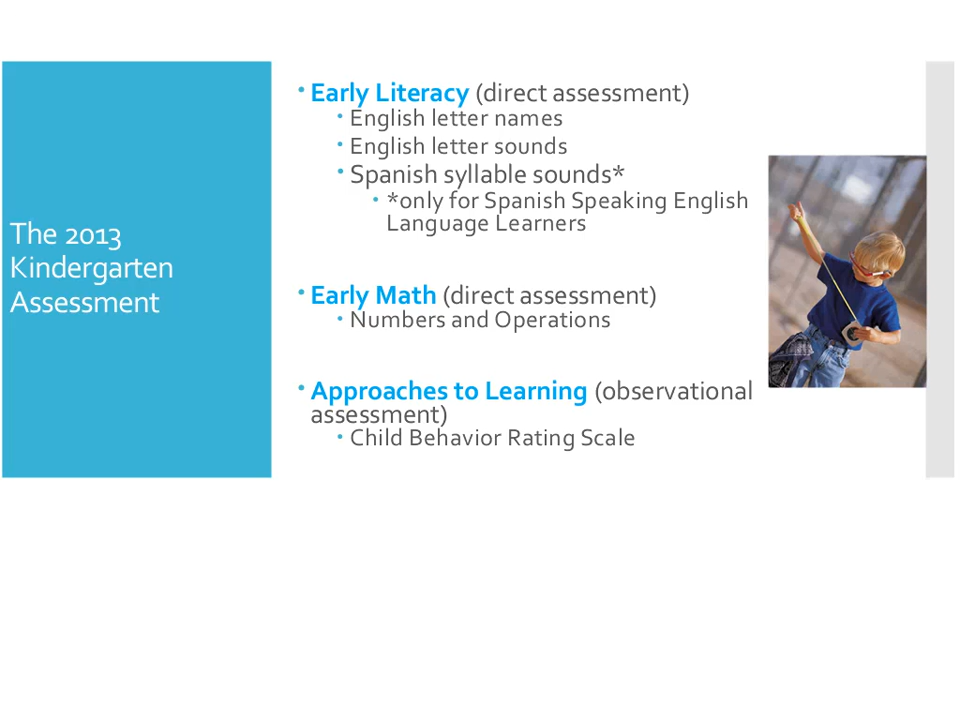 The 2013
Kindergarten
Assessment
• Early Literacy (direct assessment)
• English letter names
• English letter sounds
• Spanish syllable sounds*
• *only for Spanish Speaking English
Language Learners
• Early Math (direct assessment)
• Numbers and Operations
• Approaches to Learning (observational
assessment)
• Child Behavior Rating Scale